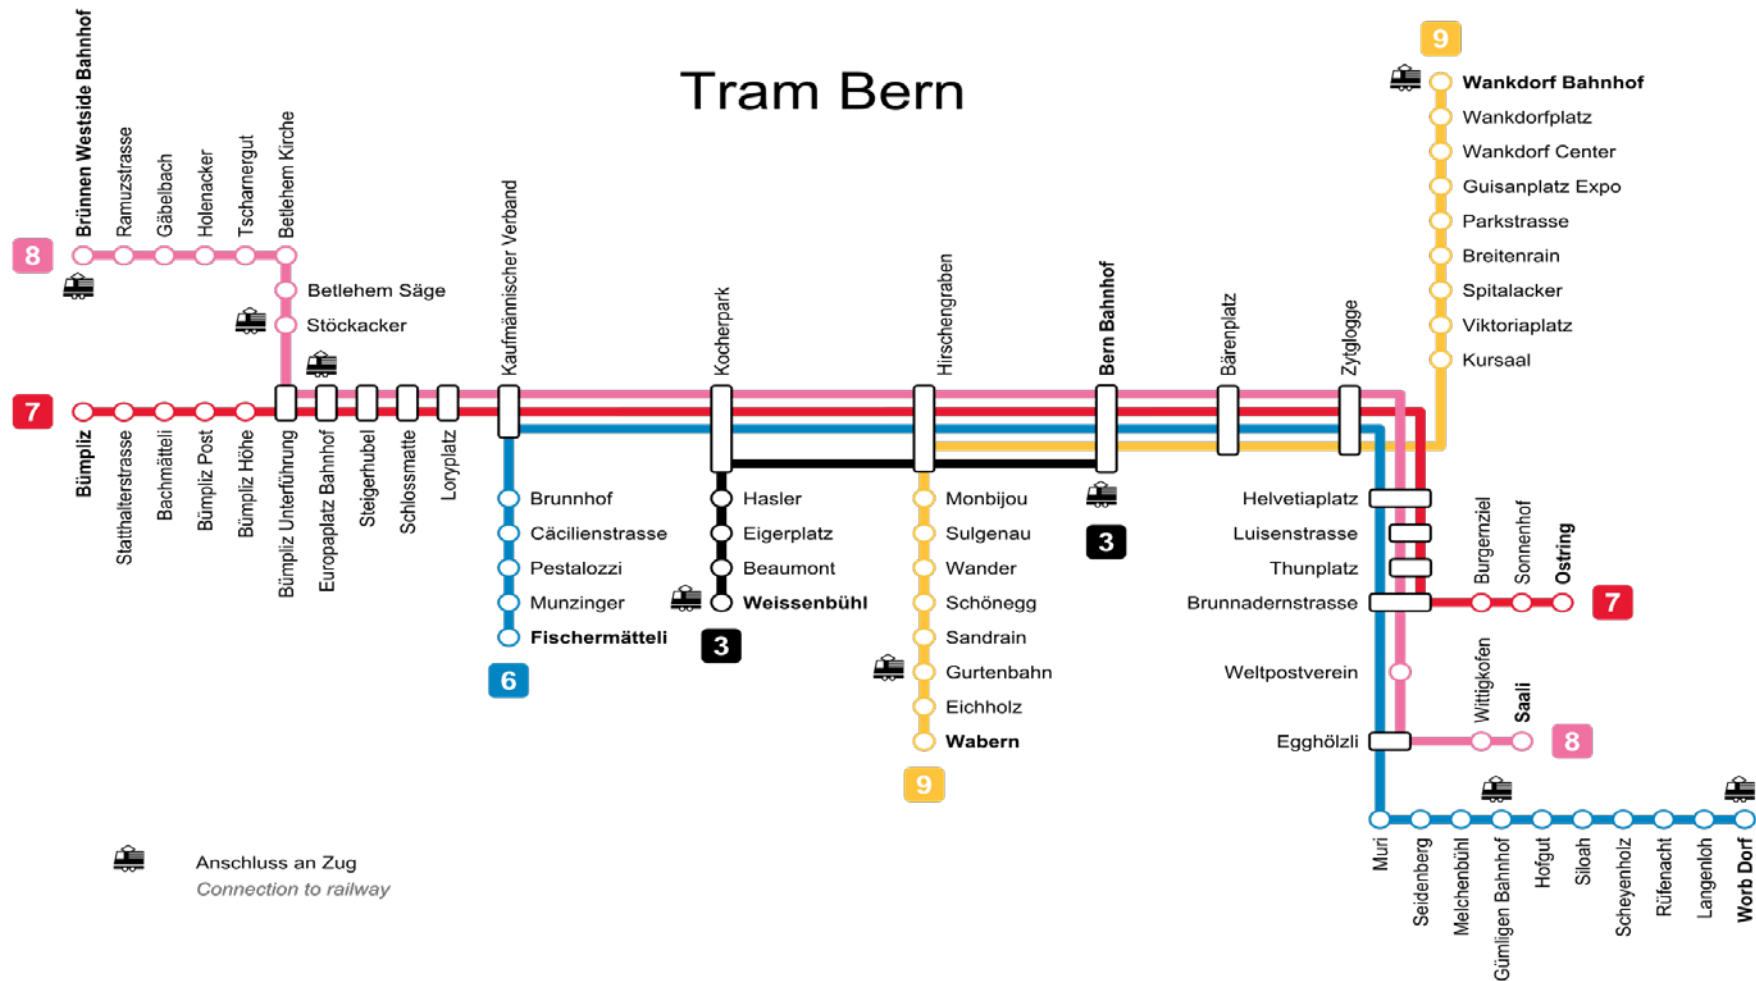 Tram Bern
8
Brünnen Westside Bahnhof
Ramuzstrasse
Gäbelbach
Holenacker
Tscharnergut
Betlehem Kirche
Betlehem Säge
Stöckacker
7
Bümpliz
Statthalterstrasse
Bachmätteli
Bümpliz Post
Bümpliz Höhe
Bümpliz Unterführung
Europaplatz Bahnhof
Steigerhubel
Schlossmatte
Loryplatz
Kaufmännischer Verband
Kocherpark
Hirschengraben
Bern Bahnhof
Bärenplatz
Zytglogge
9
Wankdorf Bahnhof
Wankdorfplatz
Wankdorf Center
Guisanplatz Expo
Parkstrasse
Breitenrain
Spitalacker
Viktoriaplatz
Kursaal
Brunnhof
Cäcilienstrasse
Pestalozzi
Munzinger
Fischermätteli
6
Hasler
Eigerplatz
Beaumont
Weissenbühl
3
Monbijou
Sulgenau
Wander
Schönegg
Sandrain
Gurtenbahn
Eichholz
Wabern
9
3
Helvetiaplatz
Luisenstrasse
Thunplatz
Brunnadernstrasse
Burgernziel
Sonnenhof
Ostring
7
Weltpostverein
Egghölzli
Wittigkofen
Saali
8
Muri
Seidenberg
Melchenbühl
Gümligen Bahnhof
Hofgut
Siloah
Scheyenholz
Rüfenacht
Langenloh
Worb Dorf
Anschluss an Zug
Connection to railway